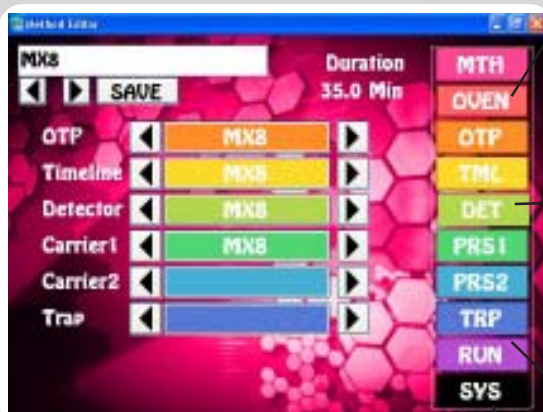 Method Editor
MX8
SAVE
Duration
35.0 Min
OTP MX8
Timeline MX8
Detector MX8
Carrier1 MX8
Carrier2
Trap
MTH
OVEN
OTP
TML
DET
PRS1
PRS2
TRP
RUN
SYS